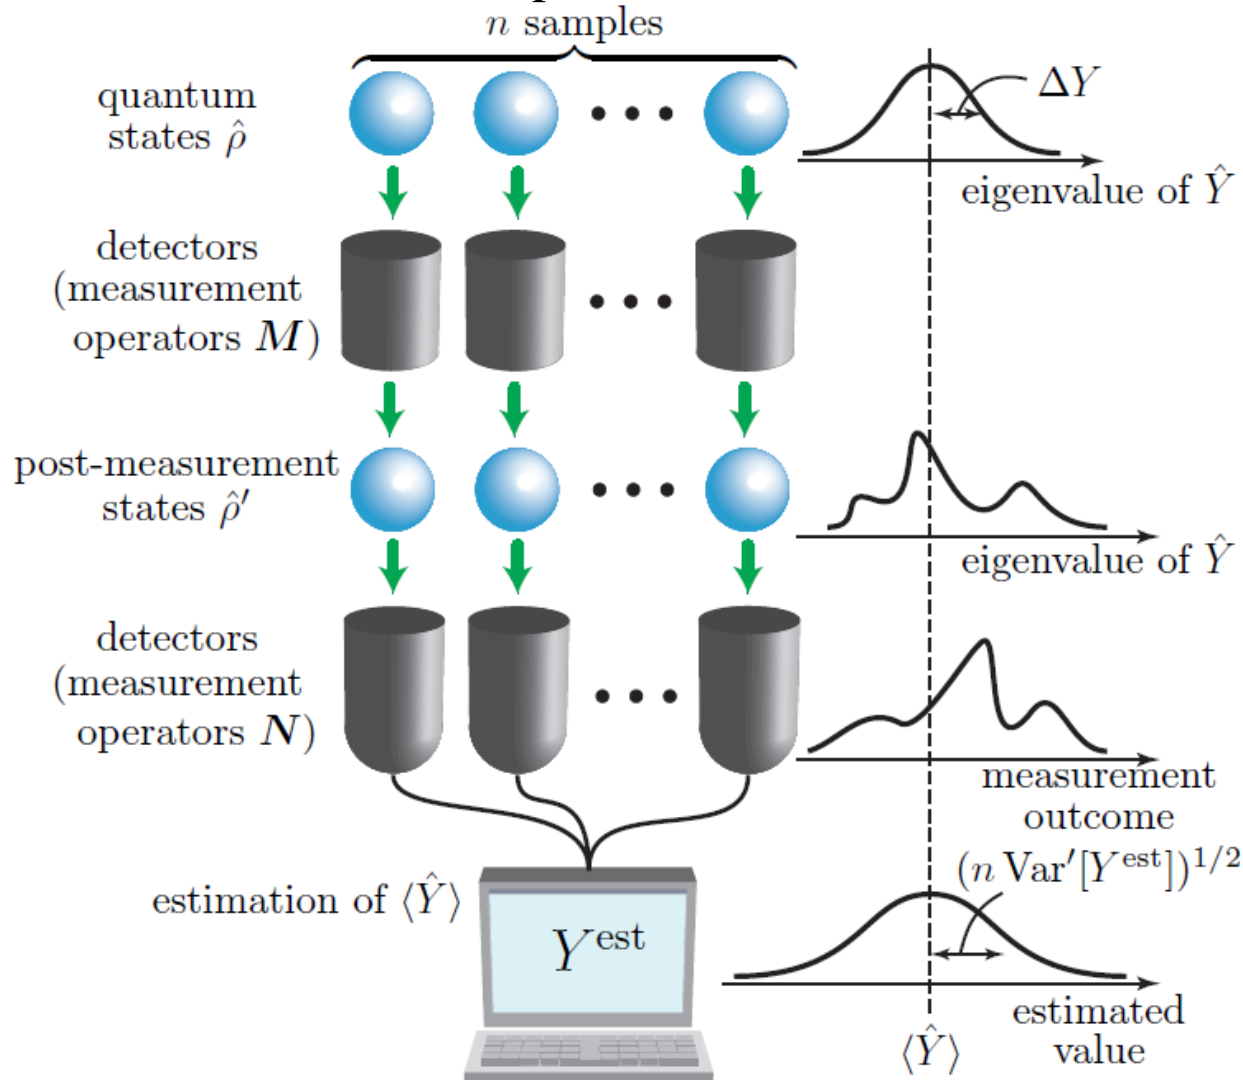 n samples
quantum
states ρ̂
ΔY
eigenvalue of Ŷ
detectors
(measurement
operators M)
post-measurement
states ρ̂′
eigenvalue of Ŷ
detectors
(measurement
operators N)
measurement
outcome
(n Var′[Y^est])^1/2
estimation of ⟨Ŷ⟩
Y^est
estimated
value
⟨Ŷ⟩